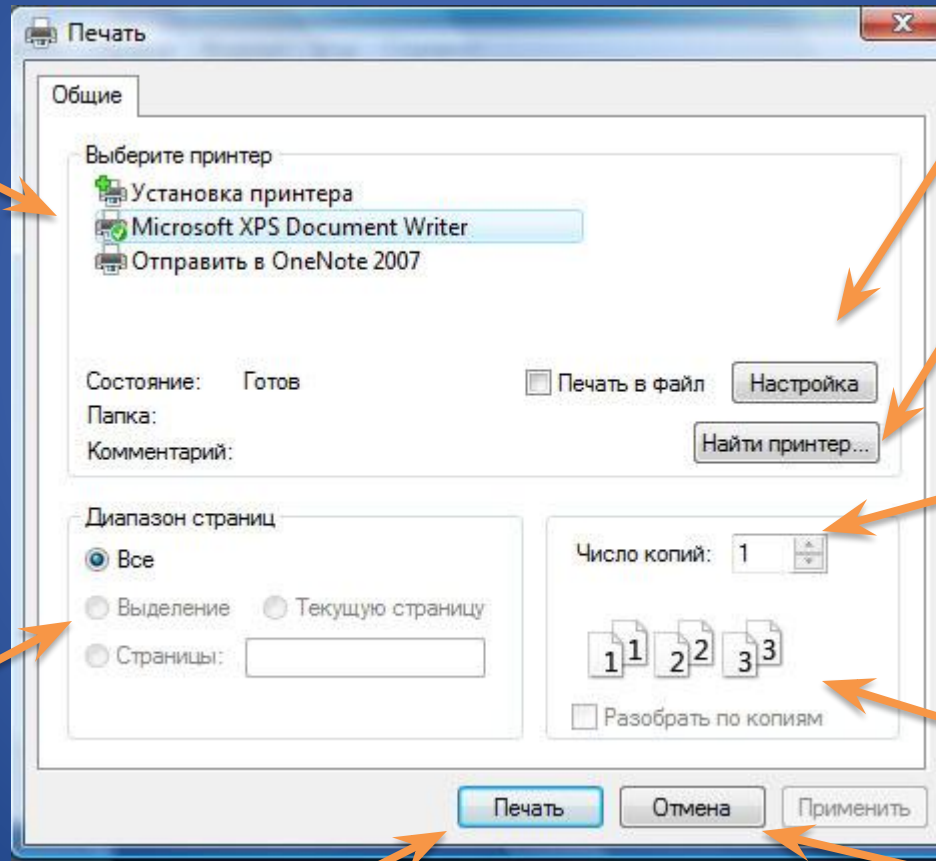 Печать
Общие
Выберите принтер
Установка принтера
Microsoft XPS Document Writer
Отправить в OneNote 2007
Состояние: Готов
Печать в файл
Настройка
Папка:
Комментарий:
Найти принтер...
Диапазон страниц
Все
Выделение Текущую страницу
Страницы:
Число копий: 1
1 1 2 2 3 3
Разобрать по копиям
Печать Отмена Применить